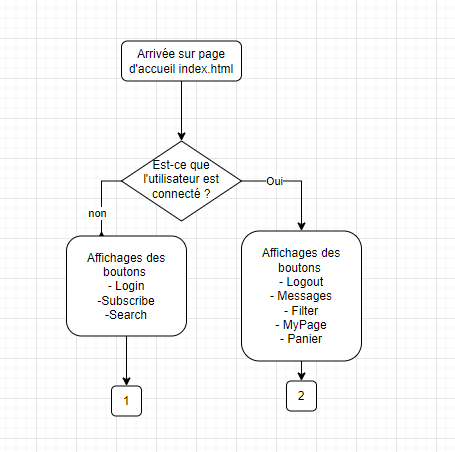 Arrivée sur page
d'accueil index.html
Est-ce que
l'utilisateur est
connecté ?
non
Oui
Affichages des
boutons
- Login
-Subscribe
-Search
Affichages des
boutons
- Logout
- Messages
- Filter
- MyPage
- Panier
1
2